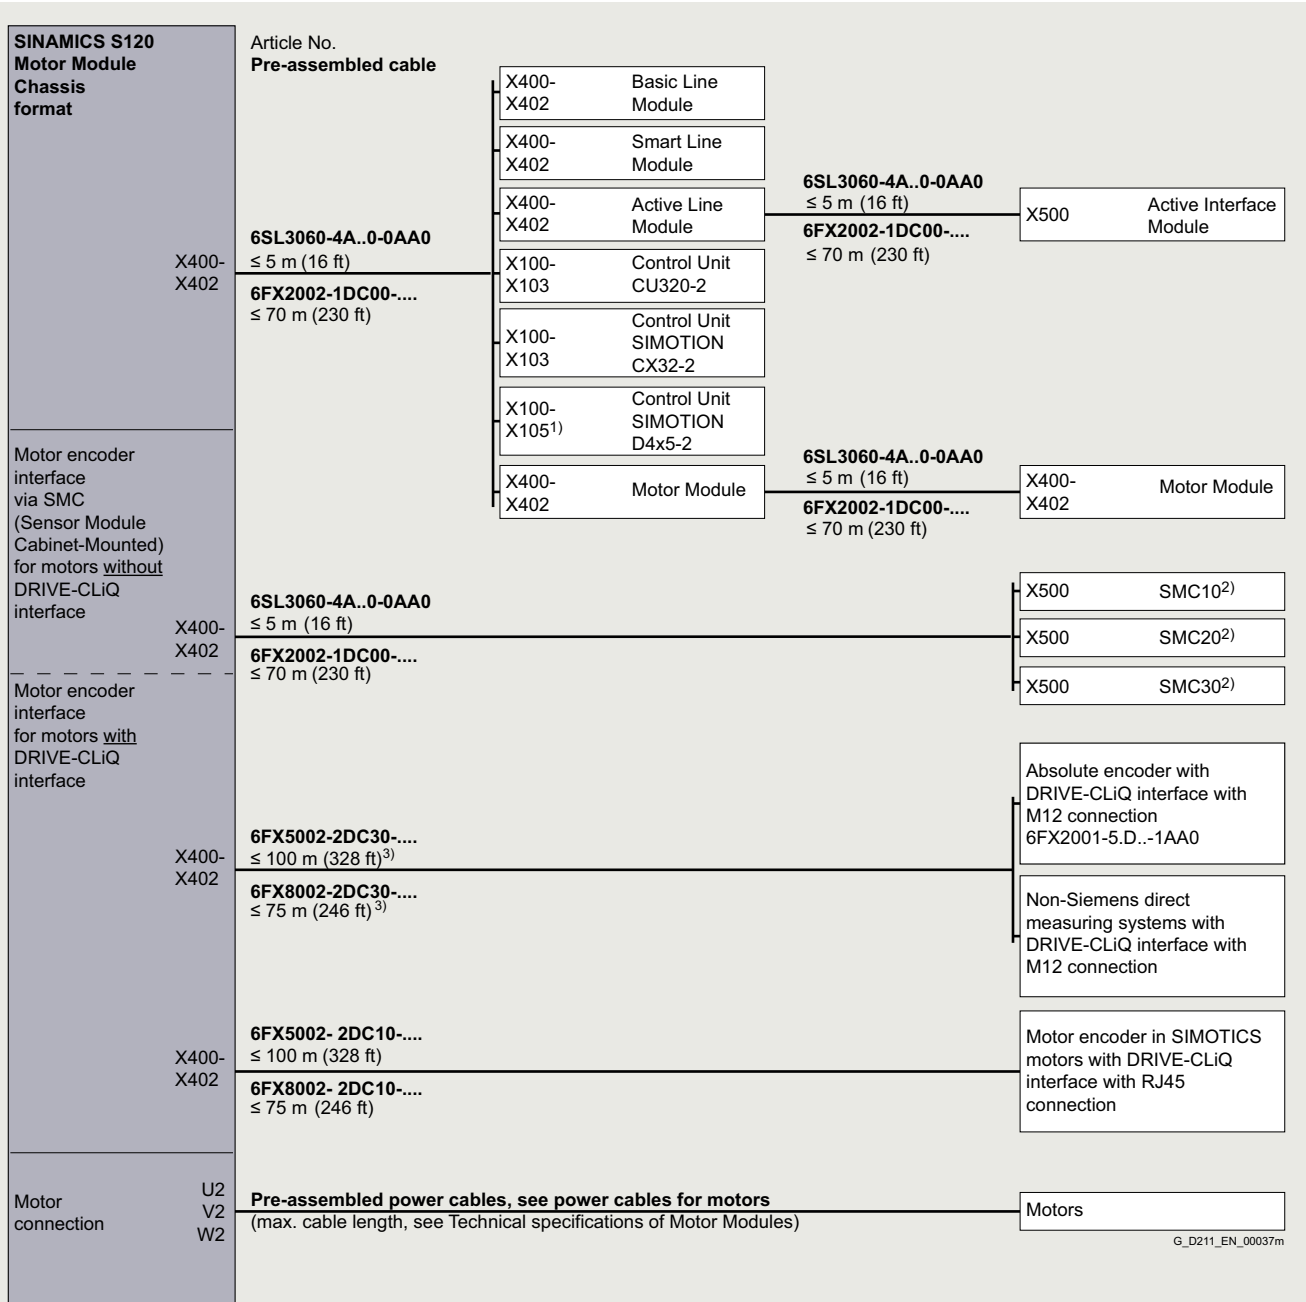 SINAMICS S120
Motor Module
Chassis
format
Article No.
Pre-assembled cable
X400-
X402
6SL3060-4A..0-0AA0
≤ 5 m (16 ft)
6FX2002-1DC00-....
≤ 70 m (230 ft)
X400-
X402
Basic Line
Module
X400-
X402
Smart Line
Module
X400-
X402
Active Line
Module
X100-
X103
Control Unit
CU320-2
X100-
X103
Control Unit
SIMOTION
CX32-2
X100-
X105¹⁾
Control Unit
SIMOTION
D4x5-2
X400-
X402
Motor Module
6SL3060-4A..0-0AA0
≤ 5 m (16 ft)
6FX2002-1DC00-....
≤ 70 m (230 ft)
X500
Active Interface
Module
6SL3060-4A..0-0AA0
≤ 5 m (16 ft)
6FX2002-1DC00-....
≤ 70 m (230 ft)
X400-
X402
Motor Module
Motor encoder
interface
via SMC
(Sensor Module
Cabinet-Mounted)
for motors without
DRIVE-CLiQ
interface
X400-
X402
6SL3060-4A..0-0AA0
≤ 5 m (16 ft)
6FX2002-1DC00-....
≤ 70 m (230 ft)
X500 SMC10²⁾
X500 SMC20²⁾
X500 SMC30²⁾
Motor encoder
interface
for motors with
DRIVE-CLiQ
interface
X400-
X402
6FX5002-2DC30-....
≤ 100 m (328 ft)³⁾
6FX8002-2DC30-....
≤ 75 m (246 ft)³⁾
Absolute encoder with
DRIVE-CLiQ interface with
M12 connection
6FX2001-5.D..-1AA0
Non-Siemens direct
measuring systems with
DRIVE-CLiQ interface with
M12 connection
X400-
X402
6FX5002- 2DC10-....
≤ 100 m (328 ft)
6FX8002- 2DC10-....
≤ 75 m (246 ft)
Motor encoder in SIMOTICS
motors with DRIVE-CLiQ
interface with RJ45
connection
Motor
connection
U2
V2
W2
Pre-assembled power cables, see power cables for motors
(max. cable length, see Technical specifications of Motor Modules)
Motors
G_D211_EN_00037m